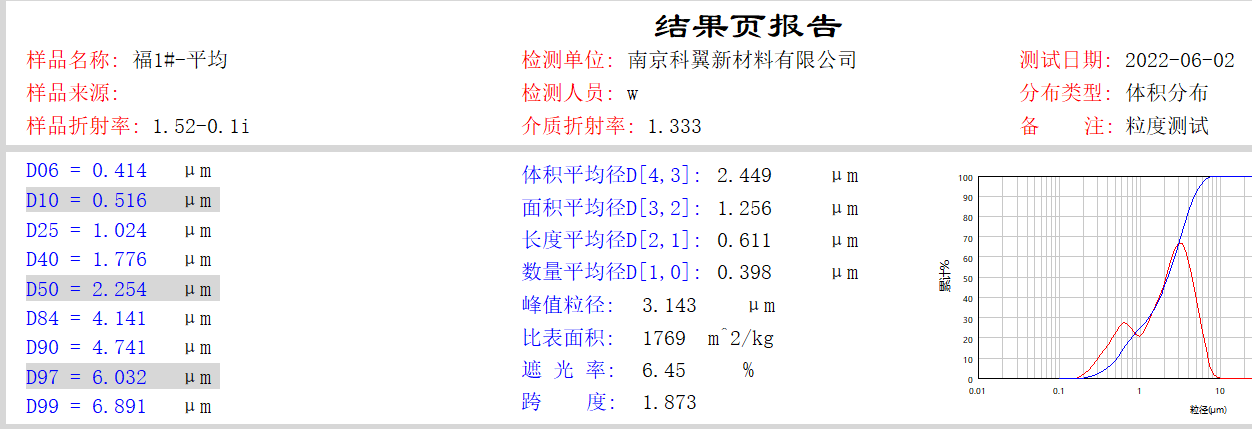 结果页报告
样品名称: 福1#-平均 检测单位: 南京科翼新材料有限公司 测试日期: 2022-06-02
样品来源: 检测人员: w 分布类型: 体积分布
样品折射率: 1.52-0.1i 介质折射率: 1.333 备 注: 粒度测试
D06 = 0.414 μm
D10 = 0.516 μm
D25 = 1.024 μm
D40 = 1.776 μm
D50 = 2.254 μm
D84 = 4.141 μm
D90 = 4.741 μm
D97 = 6.032 μm
D99 = 6.891 μm
体积平均径D[4,3]: 2.449 μm
面积平均径D[3,2]: 1.256 μm
长度平均径D[2,1]: 0.611 μm
数量平均径D[1,0]: 0.398 μm
峰值粒径: 3.143 μm
比表面积: 1769 m^2/kg
遮 光 率: 6.45 %
跨 度: 1.873
累计%
100
90
80
70
60
50
40
30
20
10
0
0.01 0.1 1 10
粒径(μm)